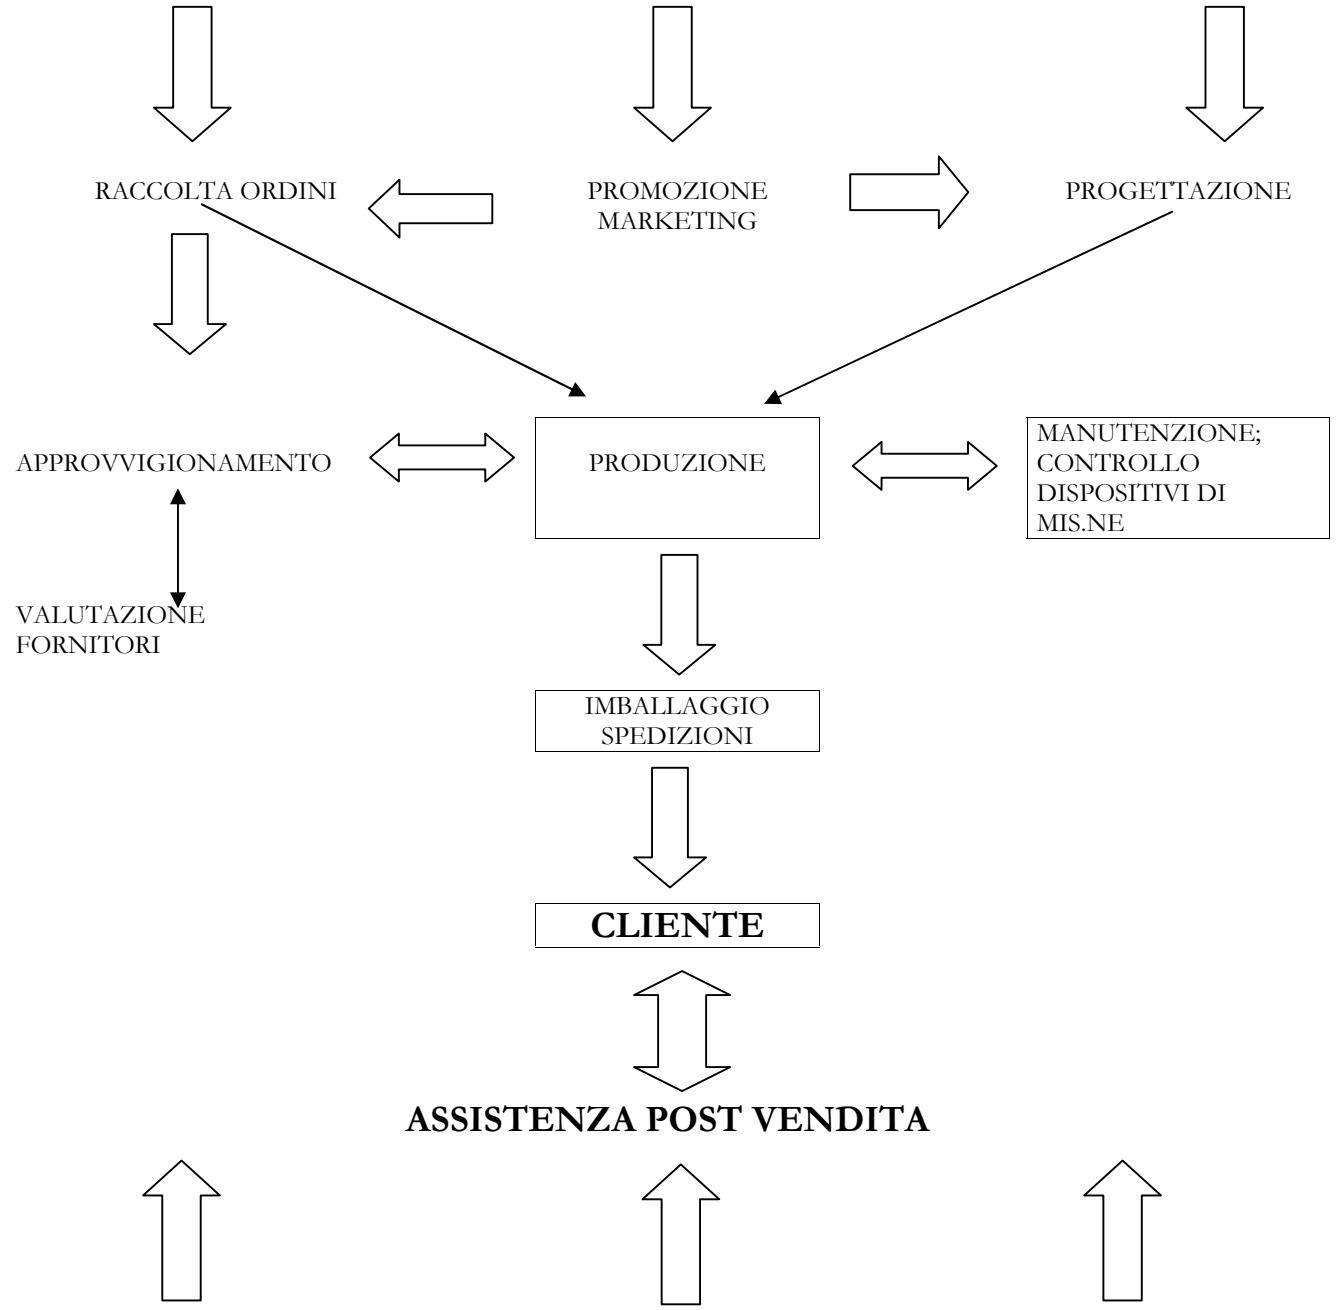 RACCOLTA ORDINI
PROMOZIONE
MARKETING
PROGETTAZIONE
APPROVVIGIONAMENTO
PRODUZIONE
MANUTENZIONE;
CONTROLLO
DISPOSITIVI DI
MIS.NE
VALUTAZIONE
FORNITORI
IMBALLAGGIO
SPEDIZIONI
CLIENTE
ASSISTENZA POST VENDITA